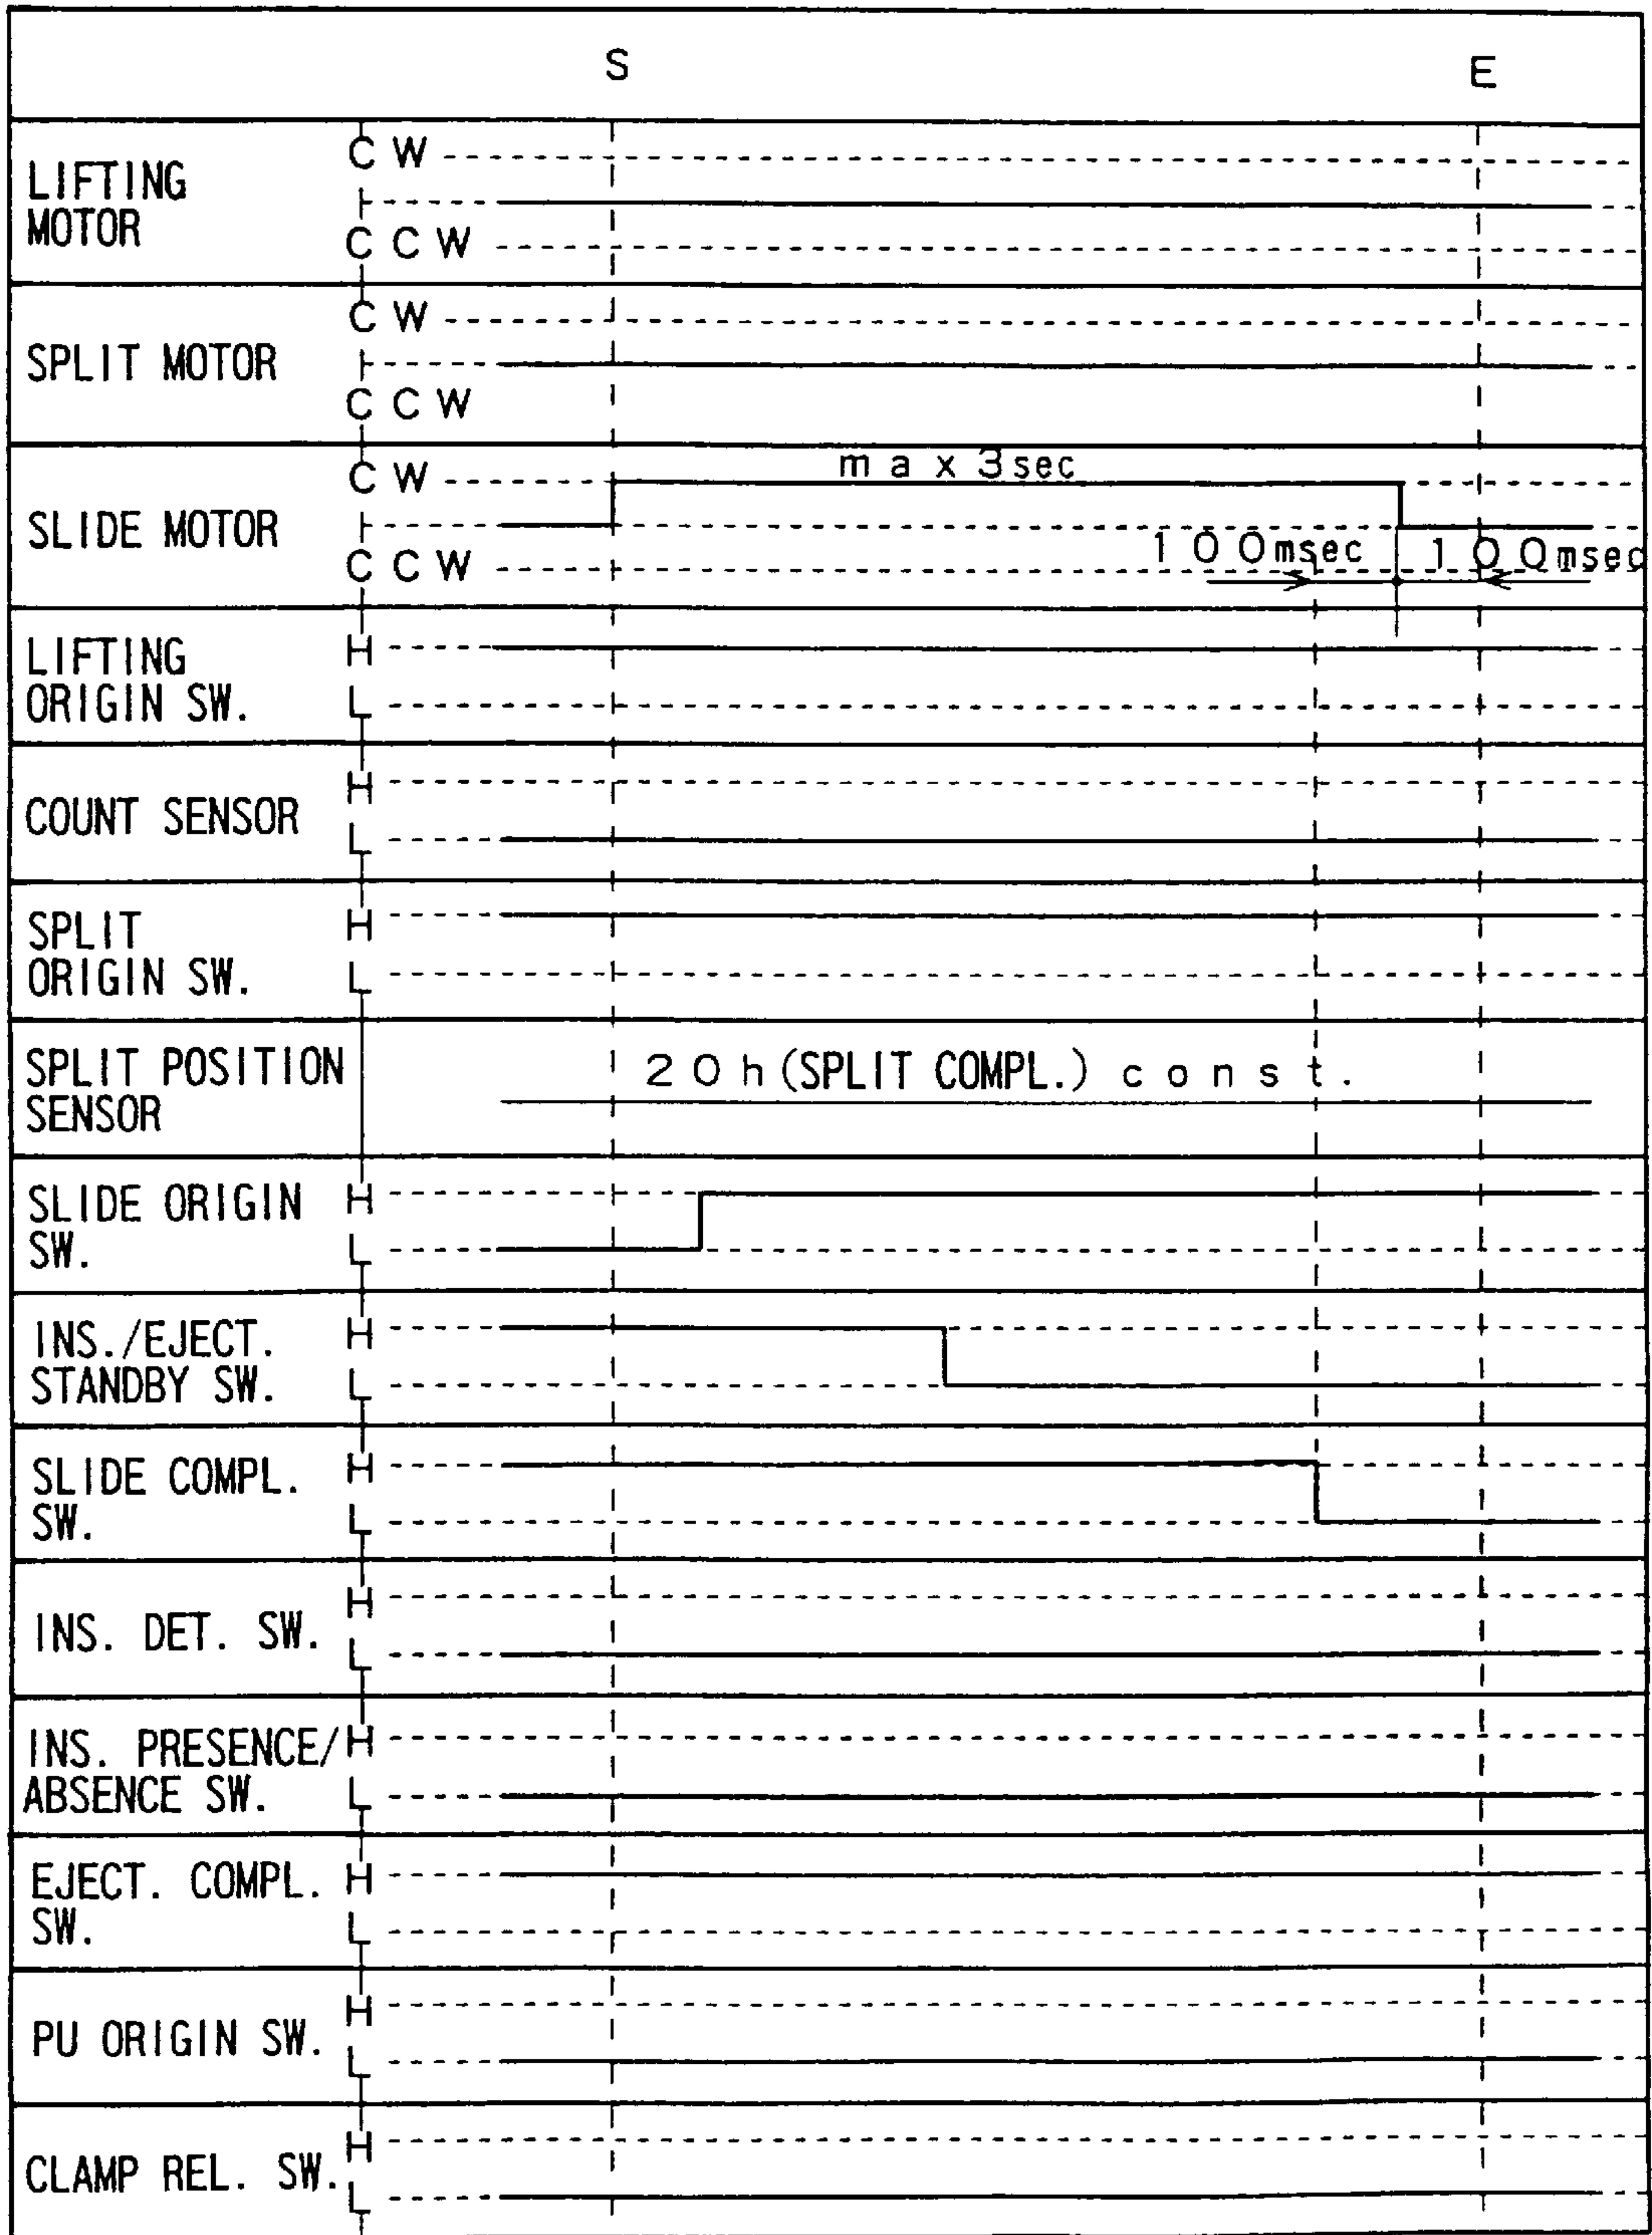 S E
LIFTING
MOTOR
CW
CCW
SPLIT MOTOR
CW
CCW
SLIDE MOTOR
CW
CCW
max 3sec
100msec 100msec
LIFTING
ORIGIN SW.
H
L
COUNT SENSOR
H
L
SPLIT
ORIGIN SW.
H
L
SPLIT POSITION
SENSOR
20h(SPLIT COMPL.) const.
SLIDE ORIGIN
SW.
H
L
INS./EJECT.
STANDBY SW.
H
L
SLIDE COMPL.
SW.
H
L
INS. DET. SW.
H
L
INS. PRESENCE/
ABSENCE SW.
H
L
EJECT. COMPL.
SW.
H
L
PU ORIGIN SW.
H
L
CLAMP REL. SW.
H
L